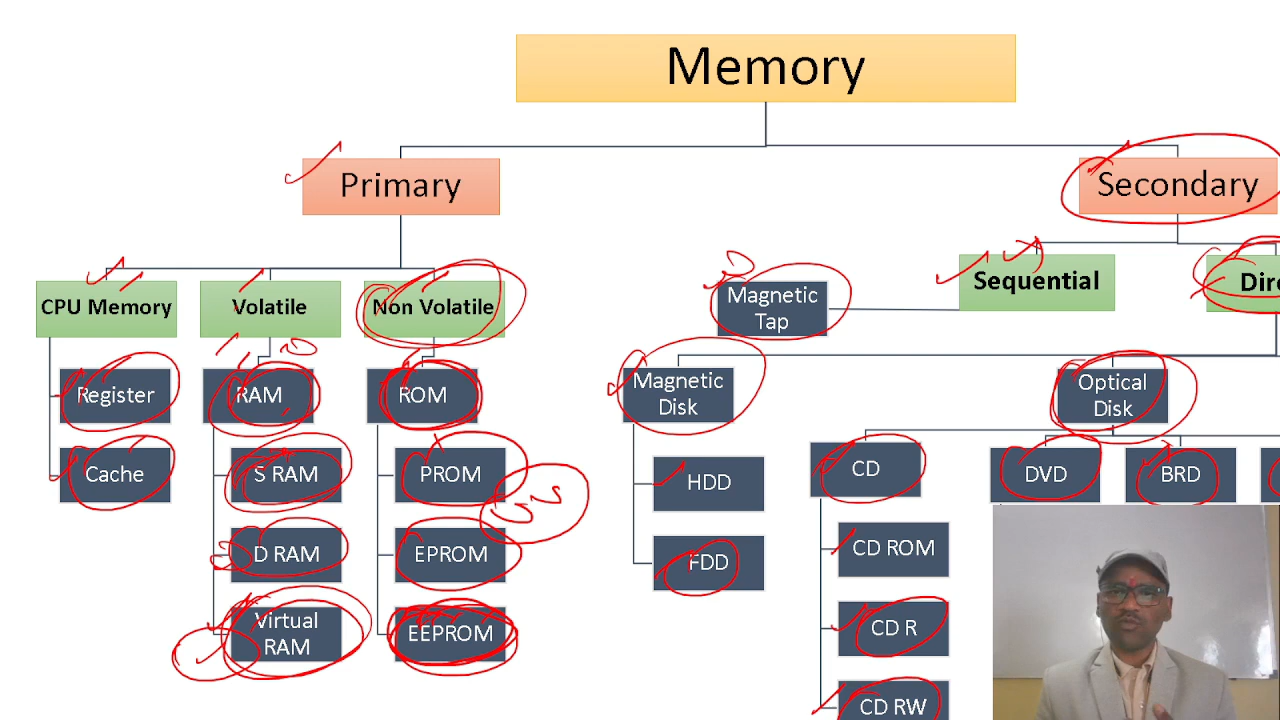 Memory
Primary
Secondary
CPU Memory
Volatile
Non Volatile
Sequential
Magnetic
Tap
Register
RAM
ROM
Magnetic
Disk
Optical
Disk
Cache
S RAM
PROM
HDD
CD
DVD
BRD
D RAM
EPROM
FDD
CD ROM
Virtual
RAM
EEPROM
CD R
CD RW